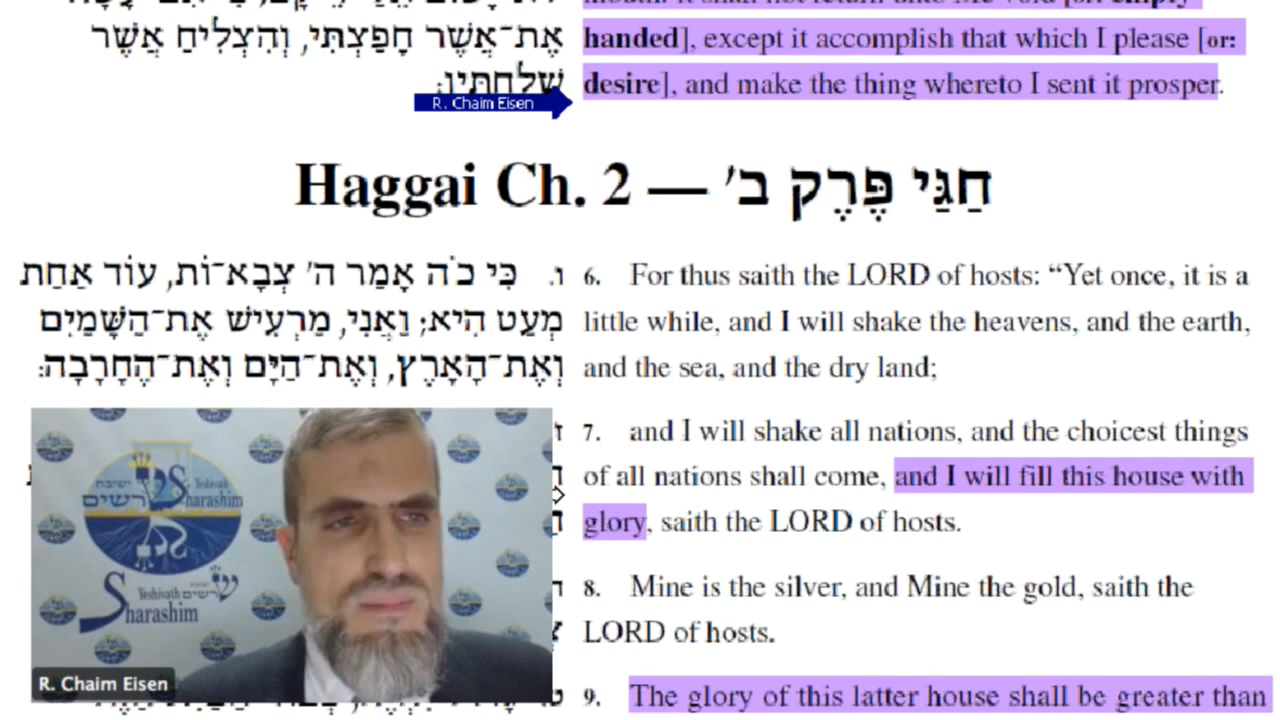 handed], except it accomplish that which I please [or:
desire], and make the thing whereto I sent it prosper.
אֶת־אֲשֶׁר חָפַצְתִּי, וְהִצְלִיחַ אֲשֶׁר
שְׁלַחְתִּיו:
R. Chaim Eisen
Haggai Ch. 2 — חַגַּי פֶּרֶק ב׳
ו. כִּי כֹה אָמַר ה׳ צְבָא־וֹת, עוֹד אַחַת
מְעַט הִיא; וַאֲנִי, מַרְעִישׁ אֶת־הַשָּׁמַיִם
וְאֶת־הָאָרֶץ, וְאֶת־הַיָּם וְאֶת־הֶחָרָבָה:
6. For thus saith the LORD of hosts: “Yet once, it is a
little while, and I will shake the heavens, and the earth,
and the sea, and the dry land;
7. and I will shake all nations, and the choicest things
of all nations shall come, and I will fill this house with
glory, saith the LORD of hosts.
8. Mine is the silver, and Mine the gold, saith the
LORD of hosts.
9. The glory of this latter house shall be greater than
ישיבת
שרשים
Yeshivath
Sharashim
Yeshivath
ישיבת
שרשים
Sharashim
R. Chaim Eisen